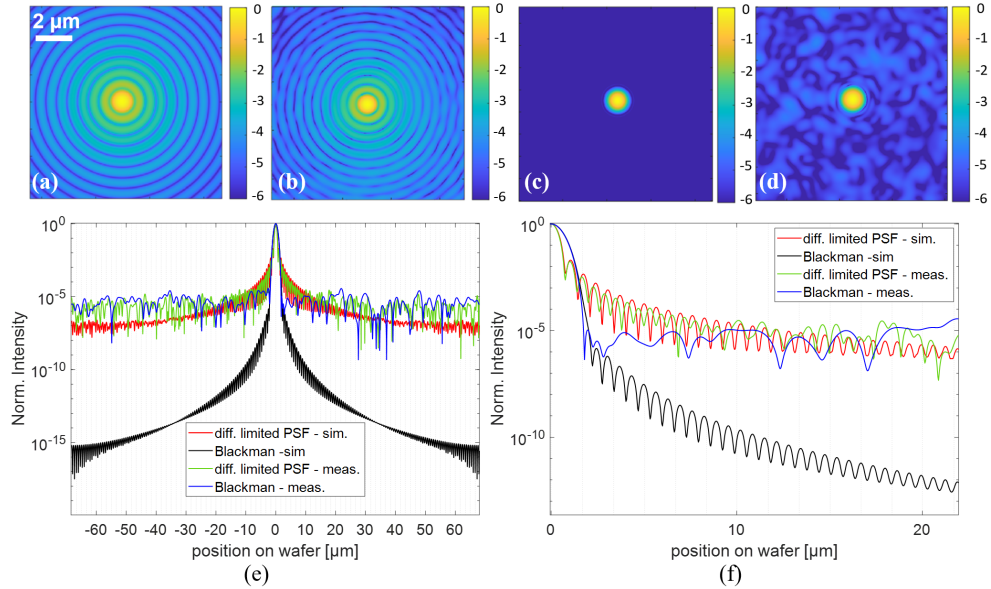 2 µm
(a)
0
-1
-2
-3
-4
-5
-6
(b)
0
-1
-2
-3
-4
-5
-6
(c)
0
-1
-2
-3
-4
-5
-6
(d)
0
-1
-2
-3
-4
-5
-6
Norm. Intensity
10^0
10^-5
10^-10
10^-15
diff. limited PSF - sim.
Blackman -sim
diff. limited PSF - meas.
Blackman - meas.
-60 -50 -40 -30 -20 -10 0 10 20 30 40 50 60
position on wafer [µm]
(e)
Norm. Intensity
10^0
10^-5
10^-10
diff. limited PSF - sim.
Blackman -sim
diff. limited PSF - meas.
Blackman - meas.
0 10 20
position on wafer [µm]
(f)